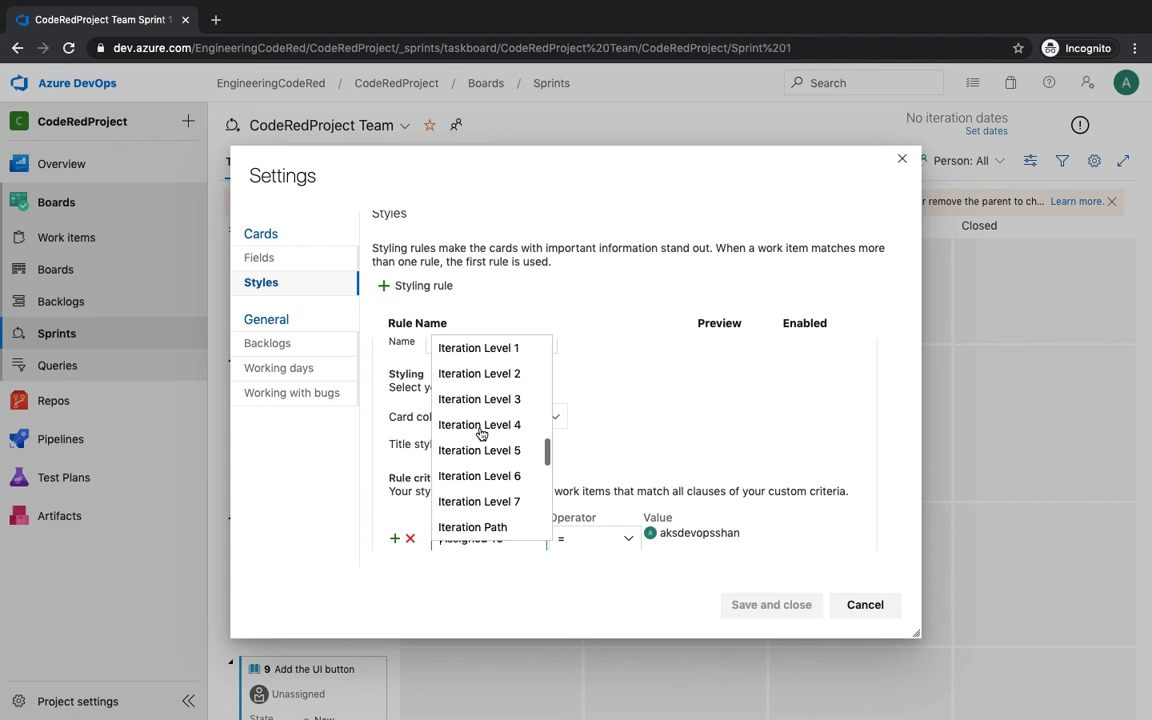 CodeRedProject Team Sprint 1
dev.azure.com/EngineeringCodeRed/CodeRedProject/_sprints/taskboard/CodeRedProject%20Team/CodeRedProject/Sprint%201
Incognito
Azure DevOps
EngineeringCodeRed / CodeRedProject / Boards / Sprints
Search
A
C CodeRedProject
CodeRedProject Team
No iteration dates
Set dates
Overview
Boards
Work items
Boards
Backlogs
Sprints
Queries
Repos
Pipelines
Test Plans
Artifacts
Project settings
Person: All
r remove the parent to ch... Learn more.
Closed
Settings
Cards
Fields
Styles
General
Backlogs
Working days
Working with bugs
Styles
Styling rules make the cards with important information stand out. When a work item matches more
than one rule, the first rule is used.
+ Styling rule
Rule Name Preview Enabled
Name
Styling
Select y
Card col
Title sty
Rule crit
Your sty work items that match all clauses of your custom criteria.
Operator Value
Assigned To = A aksdevopsshan
Iteration Level 1
Iteration Level 2
Iteration Level 3
Iteration Level 4
Iteration Level 5
Iteration Level 6
Iteration Level 7
Iteration Path
Save and close Cancel
9 Add the UI button
Unassigned
State New